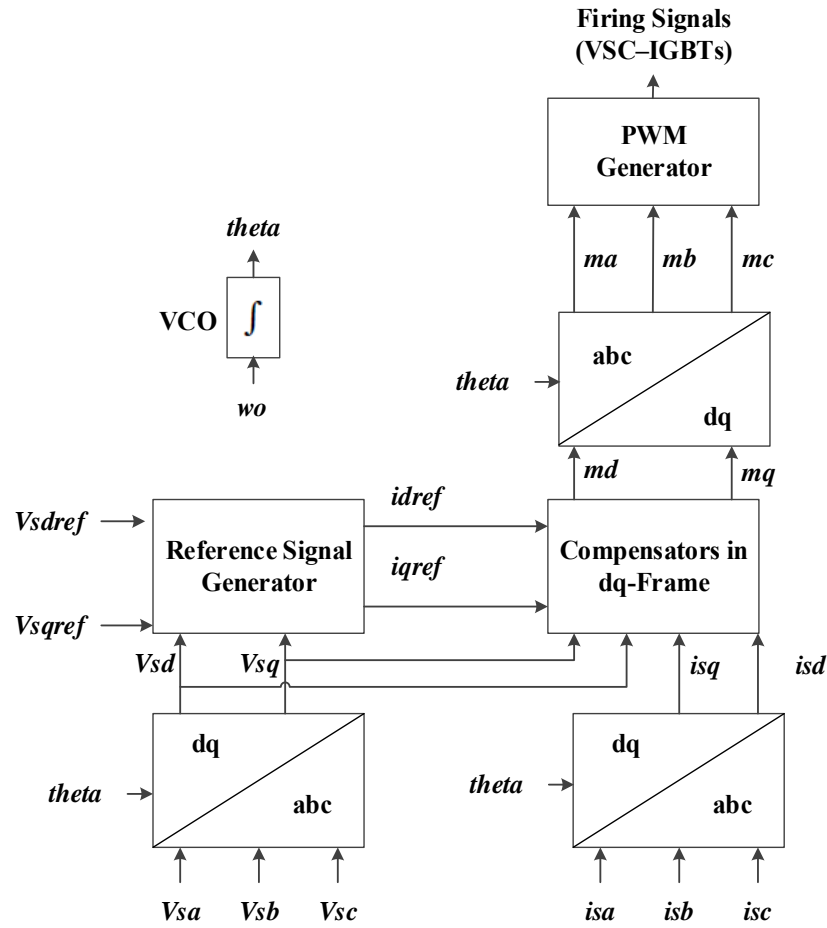 Firing Signals
(VSC–IGBTs)
PWM
Generator
theta
ma mb mc
VCO ∫
abc
theta
wo
dq
md mq
idref
Vsdref
Reference Signal
Generator
Compensators in
dq-Frame
iqref
Vsqref
Vsd Vsq isq isd
dq dq
theta theta
abc abc
Vsa Vsb Vsc isa isb isc